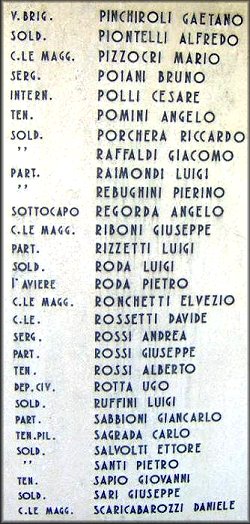 V. BRIG. PINCHIROLI GAETANO
SOLD. PIONTELLI ALFREDO
C.LE MAGG. PIZZOCRI MARIO
SERG. POIANI BRUNO
INTERN. POLLI CESARE
TEN. POMINI ANGELO
SOLD. PORCHERA RICCARDO
" RAFFALDI GIACOMO
PART. RAIMONDI LUIGI
" REBUGHINI PIERINO
SOTTOCAPO REGORDA ANGELO
C.LE MAGG. RIBONI GIUSEPPE
PART. RIZZETTI LUIGI
SOLD. RODA LUIGI
1° AVIERE RODA PIETRO
C.LE MAGG. RONCHETTI ELVEZIO
C.LE. ROSSETTI DAVIDE
SERG. ROSSI ANDREA
PART. ROSSI GIUSEPPE
TEN. ROSSI ALBERTO
DEP. CIV. ROTTA UGO
SOLD. RUFFINI LUIGI
PART. SABBIONI GIANCARLO
TEN. PIL. SAGRADA CARLO
SOLD. SALVOLTI ETTORE
" SANTI PIETRO
TEN. SAPIO GIOVANNI
SOLD. SARI GIUSEPPE
C.LE MAGG. SCARICABAROZZI DANIELE